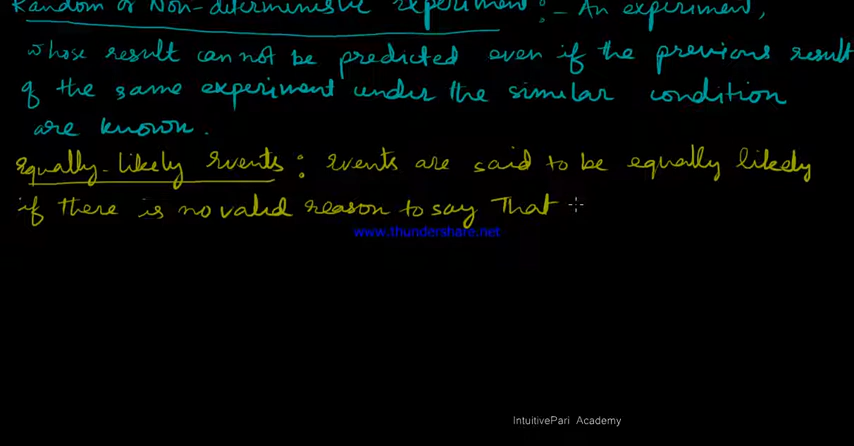 Random or Non-deterministic experiment :- An experiment,
whose result can not be predicted even if the previous result
of the same experiment under the similar condition
are known.
Equally-likely Events : Events are said to be equally likely
if there is no valid reason to say That
www.thundershare.net
IntuitivePari Academy